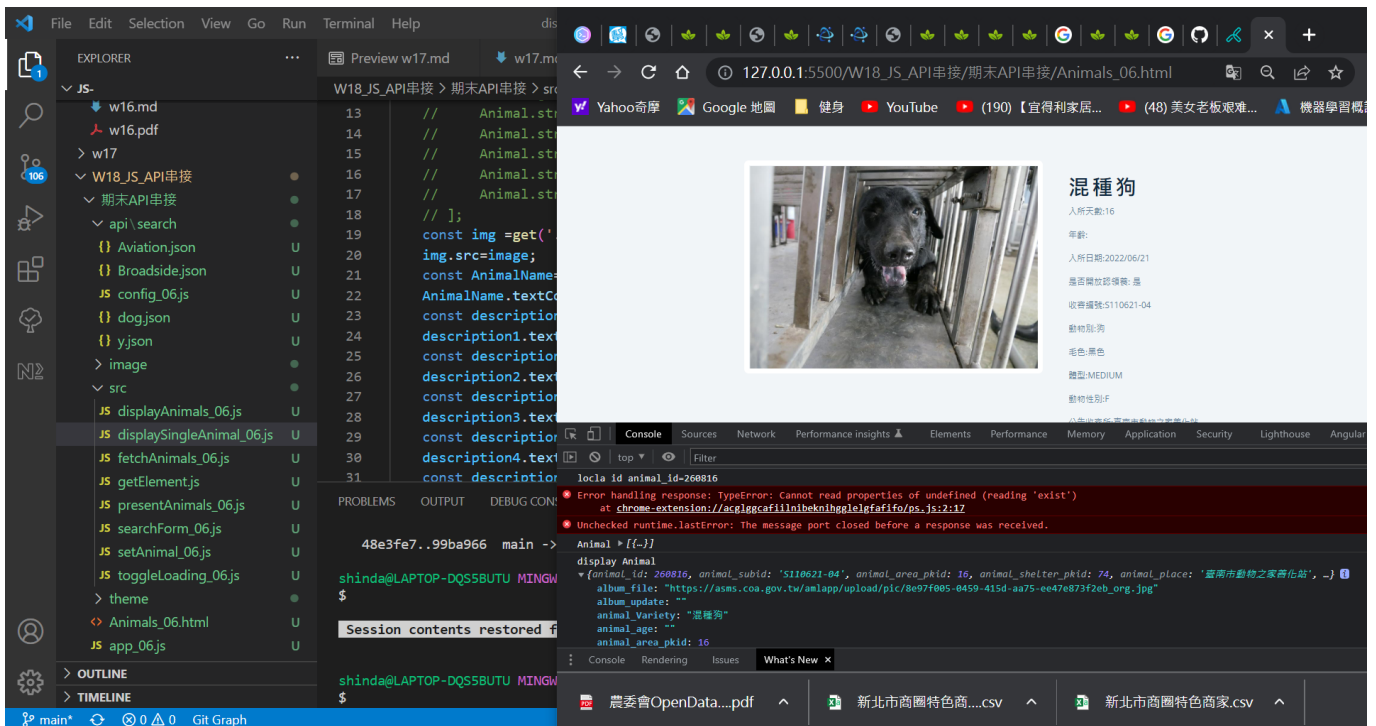 File Edit Selection View Go Run Terminal Help dis
EXPLORER
JS-
w16.md
w16.pdf
w17
W18_JS_API串接
期末API串接
api\search
{} Aviation.json U
{} Broadside.json U
JS config_06.js U
{} dog.json U
{} y.json U
image
src
JS displayAnimals_06.js U
JS displaySingleAnimal_06.js U
JS fetchAnimals_06.js U
JS getElement.js U
JS presentAnimals_06.js U
JS searchForm_06.js U
JS setAnimal_06.js U
JS toggleLoading_06.js U
theme
<> Animals_06.html U
JS app_06.js U
OUTLINE
TIMELINE
1
106
main* 0 0 Git Graph
Preview w17.md w17.m
W18_JS_API串接 > 期末API串接 > src
13 // Animal.str
14 // Animal.str
15 // Animal.str
16 // Animal.str
17 // Animal.str
18 // ];
19 const img =get('.
20 img.src=image;
21 const AnimalName=
22 AnimalName.textCo
23 const description
24 description1.text
25 const description
26 description2.text
27 const description
28 description3.text
29 const description
30 description4.text
31 const description
PROBLEMS OUTPUT DEBUG CONS
48e3fe7..99ba966 main ->
shinda@LAPTOP-DQS5BUTU MINGW
$
Session contents restored f
shinda@LAPTOP-DQS5BUTU MINGW
$
127.0.0.1:5500/W18_JS_API串接/期末API串接/Animals_06.html
Yahoo奇摩 Google 地圖 健身 YouTube (190)【宜得利家居... (48) 美女老板艰难... 機器學習概
混種狗
入所天數:16
年齡:
入所日期:2022/06/21
是否開放認領養: 是
收容編號:S110621-04
動物別:狗
毛色:黑色
體型:MEDIUM
動物性別:F
Console Sources Network Performance insights Elements Performance Memory Application Security Lighthouse Angular
top Filter
locla id animal_id=260816
Error handling response: TypeError: Cannot read properties of undefined (reading 'exist')
at chrome-extension://acglggcafiilnibeknihgglelgfafifo/ps.js:2:17
Unchecked runtime.lastError: The message port closed before a response was received.
Animal ▶[{…}]
display Animal
▼{animal_id: 260816, animal_subid: 'S110621-04', animal_area_pkid: 16, animal_shelter_pkid: 74, animal_place: '臺南市動物之家善化站', …}
album_file: "https://asms.coa.gov.tw/amlapp/upload/pic/8e97f005-0459-415d-aa75-ee47e873f2eb_org.jpg"
album_update: ""
animal_Variety: "混種狗"
animal_age: ""
animal_area_pkid: 16
Console Rendering Issues What's New ×
農委會OpenData....pdf 新北市商圈特色商....csv 新北市商圈特色商家.csv